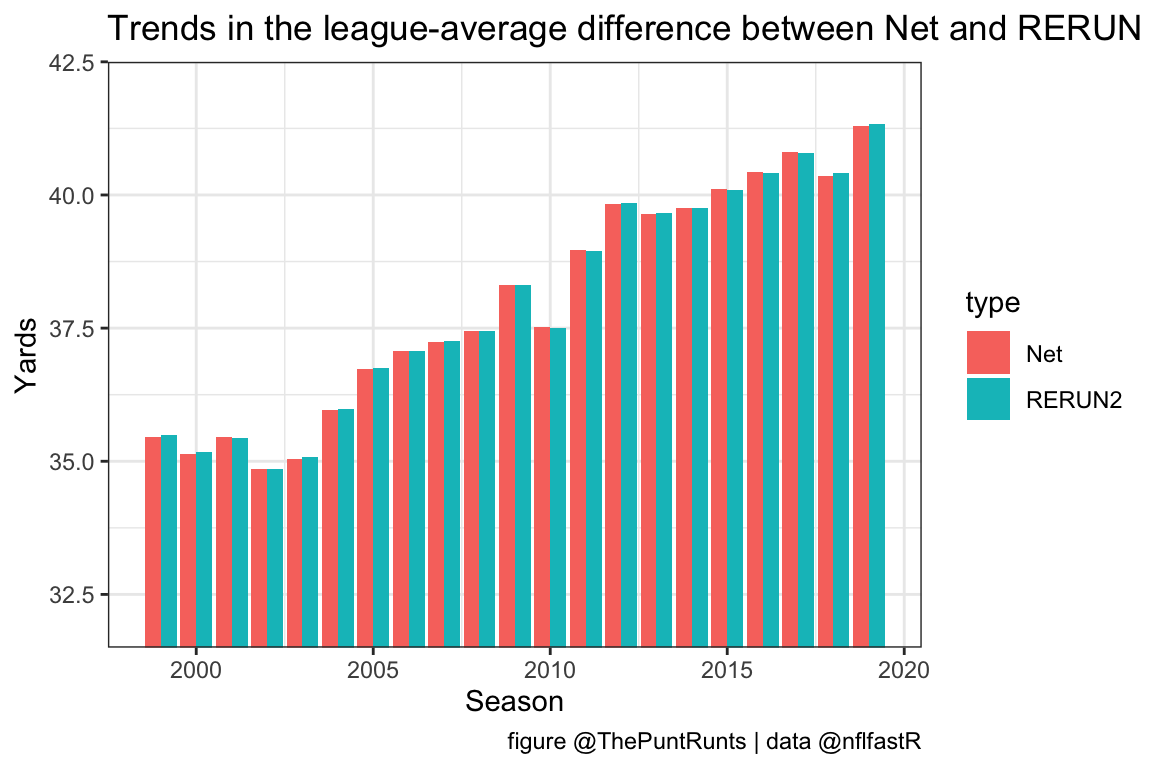 Trends in the league-average difference between Net and RERUN
42.5
40.0
37.5
35.0
32.5
Yards
2000 2005 2010 2015 2020
Season
type
Net
RERUN2
figure @ThePuntRunts | data @nflfastR